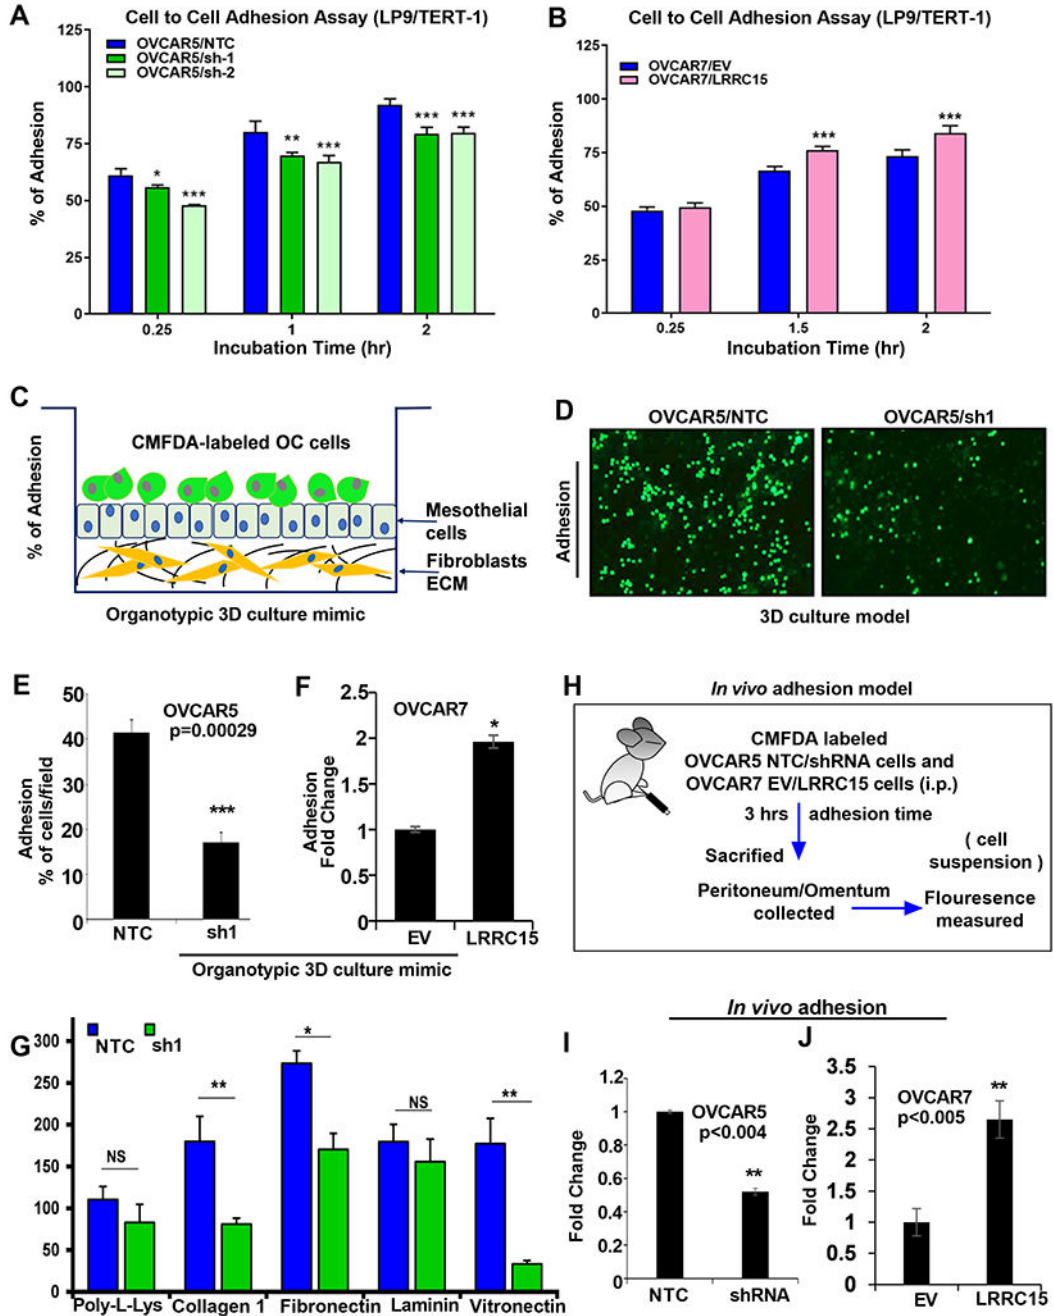 A
Cell to Cell Adhesion Assay (LP9/TERT-1)
% of Adhesion
125
100
75
50
25
0
OVCAR5/NTC
OVCAR5/sh-1
OVCAR5/sh-2
*
***
**
***
***
***
0.25
1
2
Incubation Time (hr)
B
Cell to Cell Adhesion Assay (LP9/TERT-1)
% of Adhesion
125
100
75
50
25
0
OVCAR7/EV
OVCAR7/LRRC15
***
***
0.25
1.5
2
Incubation Time (hr)
C
% of Adhesion
CMFDA-labeled OC cells
Mesothelial
cells
Fibroblasts
ECM
Organotypic 3D culture mimic
D
OVCAR5/NTC
OVCAR5/sh1
Adhesion
3D culture model
E
Adhesion
% of cells/field
50
40
30
20
10
0
OVCAR5
p=0.00029
***
NTC
sh1
F
Adhesion
Fold Change
2.5
2
1.5
1
0.5
0
OVCAR7
*
EV
LRRC15
Organotypic 3D culture mimic
H
In vivo adhesion model
CMFDA labeled
OVCAR5 NTC/shRNA cells and
OVCAR7 EV/LRRC15 cells (i.p.)
3 hrs
adhesion time
Sacrified
( cell
suspension )
Peritoneum/Omentum
collected
Flouresence
measured
G
NTC
sh1
300
250
200
150
100
50
0
NS
**
*
NS
**
Poly-L-Lys
Collagen 1
Fibronectin
Laminin
Vitronectin
In vivo adhesion
I
Fold Change
1.2
1
0.8
0.6
0.4
0.2
0
OVCAR5
p<0.004
**
NTC
shRNA
J
Fold Change
3.5
3
2.5
2
1.5
1
0.5
0
OVCAR7
p<0.005
**
EV
LRRC15